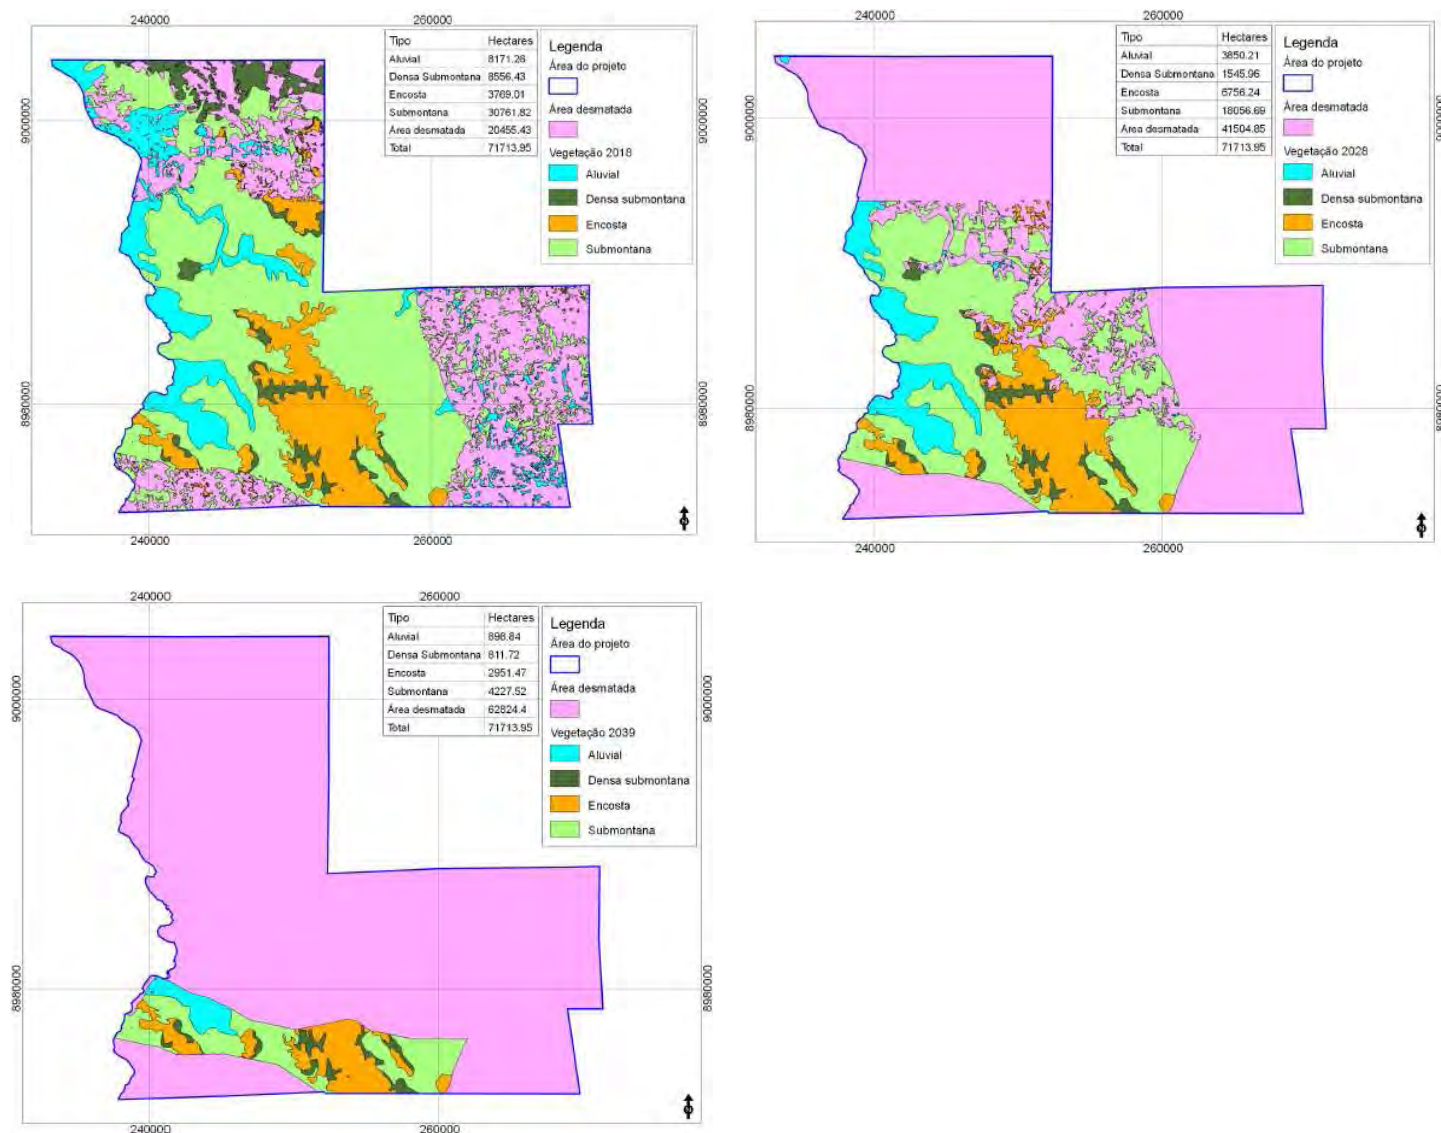 240000
260000
Tipo Hectares
Aluvial 8171.26
Densa Submontana 8556.43
Encosta 3769.01
Submontana 30761.82
Área desmatada 20455.43
Total 71713.95
Legenda
Área do projeto
Área desmatada
Vegetação 2018
Aluvial
Densa submontana
Encosta
Submontana
9000000
9000000
8980000
8980000
240000
260000
240000
260000
Tipo Hectares
Aluvial 3850.21
Densa Submontana 1545.96
Encosta 6756.24
Submontana 18056.69
Área desmatada 41504.85
Total 71713.95
Legenda
Área do projeto
Área desmatada
Vegetação 2028
Aluvial
Densa submontana
Encosta
Submontana
9000000
9000000
8980000
8980000
240000
260000
240000
260000
Tipo Hectares
Aluvial 898.84
Densa Submontana 811.72
Encosta 2951.47
Submontana 4227.52
Área desmatada 62824.4
Total 71713.95
Legenda
Área do projeto
Área desmatada
Vegetação 2039
Aluvial
Densa submontana
Encosta
Submontana
9000000
9000000
8980000
8980000
240000
260000